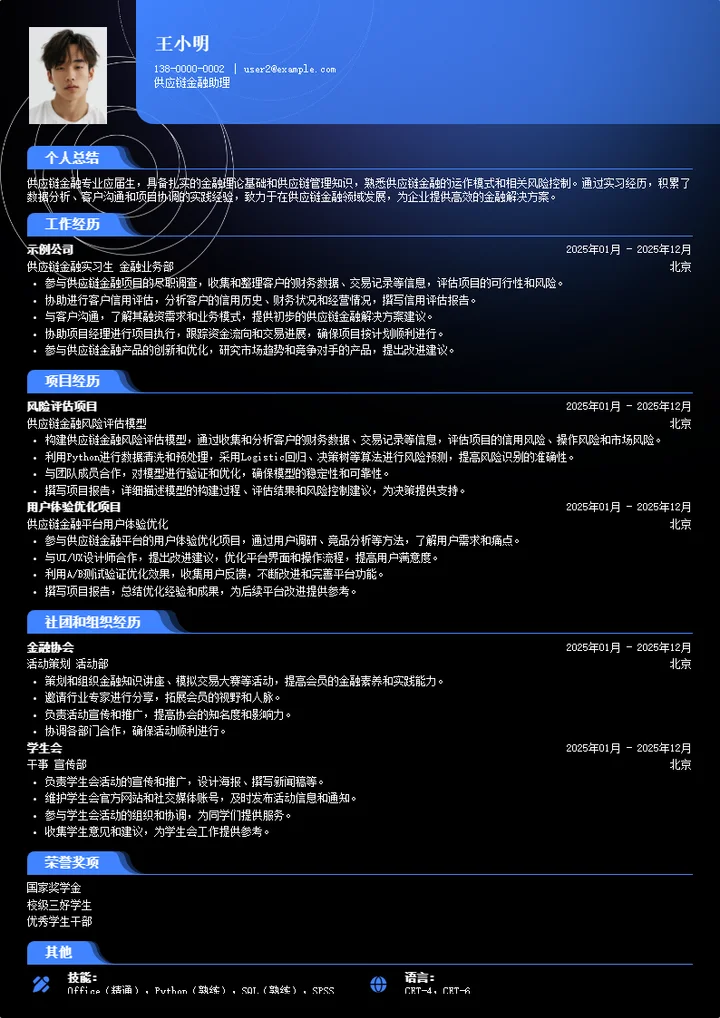 王小明
138-0000-0002 | user2@example.com
供应链金融助理
个人总结
供应链金融专业应届生，具备扎实的金融理论基础和供应链管理知识，熟悉供应链金融的运作模式和相关风险控制。通过实习经历，积累了
数据分析、客户沟通和项目协调的实践经验，致力于在供应链金融领域发展，为企业提供高效的金融解决方案。
工作经历
示创公司 2025年01月 - 2025年12月
供应链金融实习生 金融业务部 北京
• 参与供应链金融项目的尽职调查，收集和整理客户的财务数据、交易记录等信息，评估项目的可行性和风险。
• 协助进行客户信用评估，分析客户的信用历史、财务状况和经营情况，撰写信用评估报告。
• 与客户沟通，了解其融资需求和业务模式，提供初步的供应链金融解决方案建议。
• 协助项目经理进行项目执行，跟踪资金流向和交易进展，确保项目按计划顺利进行。
• 参与供应链金融产品的创新和优化，研究市场趋势和竞争对手的产品，提出改进建议。
项目经历
风险评估项目 2025年01月 - 2025年12月
供应链金融风险评估模型 北京
• 构建供应链金融风险评估模型，通过收集和分析客户的财务数据、交易记录等信息，评估项目的信用风险、操作风险和市场风险。
• 利用Python进行数据清洗和预处理，采用Logistic回归、决策树等算法进行风险预测，提高风险识别的准确性。
• 与团队成员合作，对模型进行验证和优化，确保模型的稳定性和可靠性。
• 撰写项目报告，详细描述模型的构建过程、评估结果和风险控制建议，为决策提供支持。
用户体验优化项目 2025年01月 - 2025年12月
供应链金融平台用户体验优化 北京
• 参与供应链金融平台的用户体验优化项目，通过用户调研、竞品分析等方法，了解用户需求和痛点。
• 与UI/UX设计师合作，提出改进建议，优化平台界面和操作流程，提高用户满意度。
• 利用A/B测试验证优化效果，收集用户反馈，不断改进和完善平台功能。
• 撰写项目报告，总结优化经验和成果，为后续平台改进提供参考。
社团和组织经历
金融协会 2025年01月 - 2025年12月
活动策划 活动部 北京
• 策划和组织金融知识讲座、模拟交易大赛等活动，提高会员的金融素养和实践能力。
• 邀请行业专家进行分享，拓展会员的视野和人脉。
• 负责活动宣传和推广，提高协会的知名度和影响力。
• 协调各部门合作，确保活动顺利进行。
学生会 2025年01月 - 2025年12月
干事 宣传部 北京
• 负责学生会活动的宣传和推广，设计海报、撰写新闻稿等。
• 维护学生会官方网站和社交媒体账号，及时发布活动信息和通知。
• 参与学生会活动的组织和协调，为同学们提供服务。
• 收集学生意见和建议，为学生会工作提供参考。
荣誉奖项
国家奖学金
校级三好学生
优秀学生干部
其他
技能： 语言：
Office（精通），Python（熟练），SQL（熟练），SPSS CET-4，CET-6